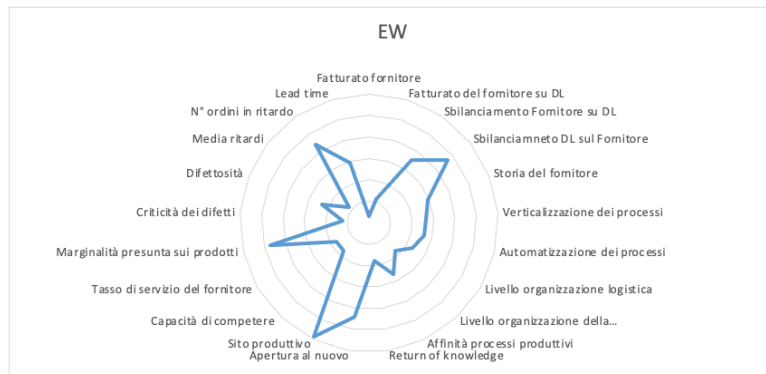 EW
Fatturato fornitore
Lead time
Fatturato del fornitore su DL
N° ordini in ritardo
Sbilanciamento Fornitore su DL
Media ritardi
Sbilanciamneto DL sul Fornitore
Difettosità
Storia del fornitore
Criticità dei difetti
Verticalizzazione dei processi
Marginalità presunta sui prodotti
Automatizzazione dei processi
Tasso di servizio del fornitore
Livello organizzazione logistica
Capacità di competere
Livello organizzazione della...
Sito produttivo
Affinità processi produttivi
Apertura al nuovo
Return of knowledge